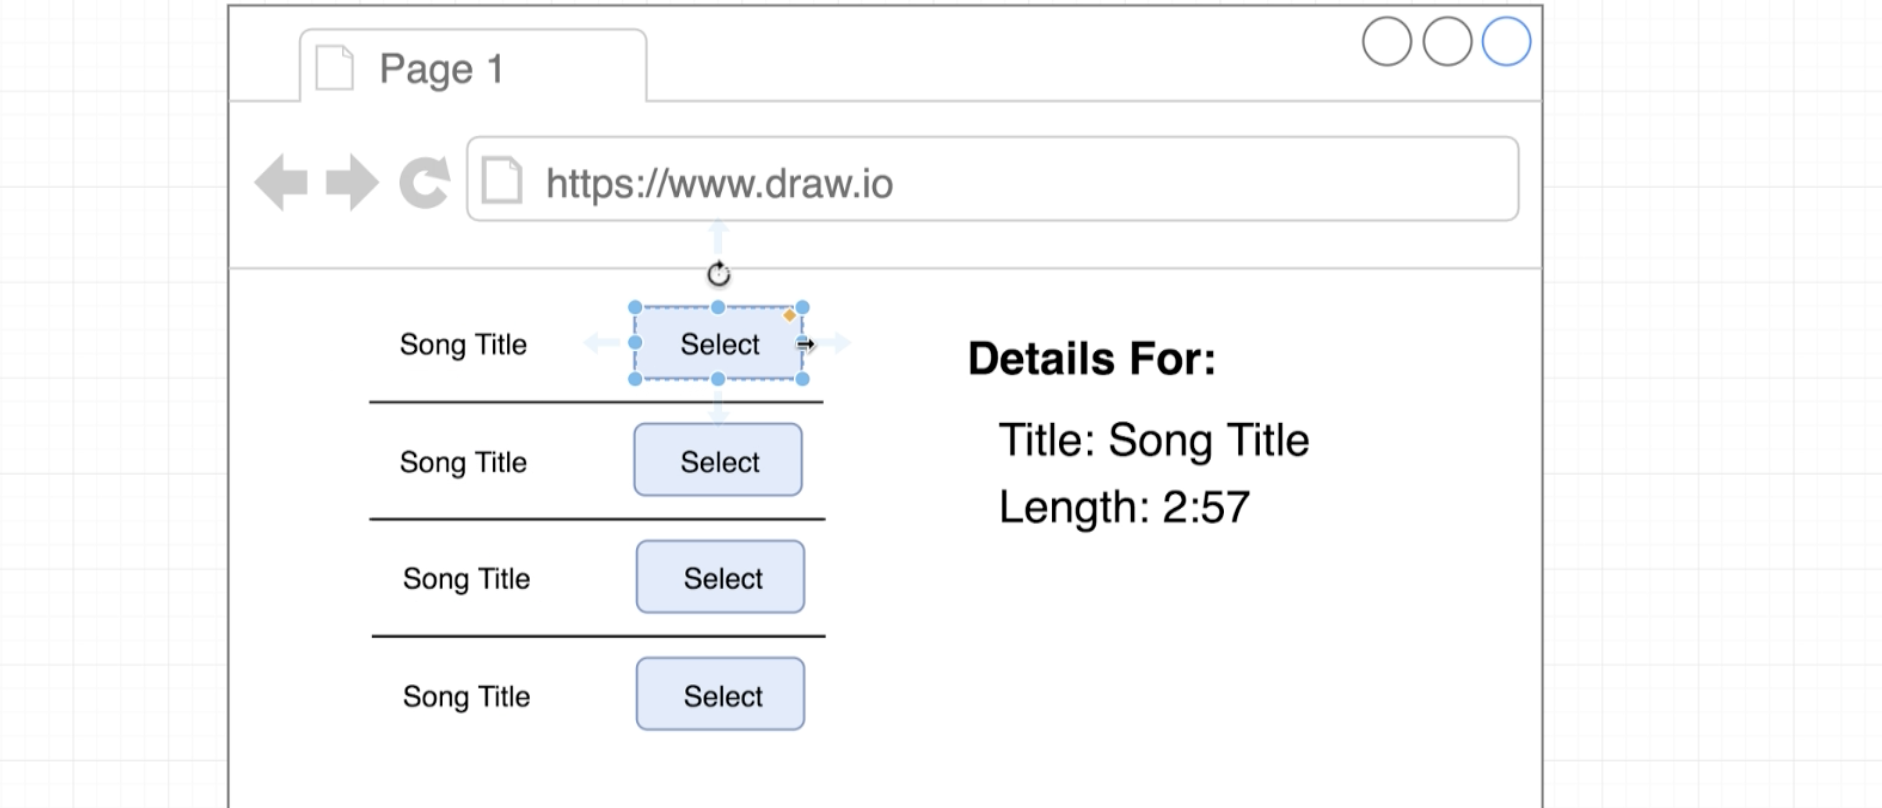 Page 1
https://www.draw.io
Song Title
Select
Song Title
Select
Song Title
Select
Song Title
Select
Details For:
Title: Song Title
Length: 2:57